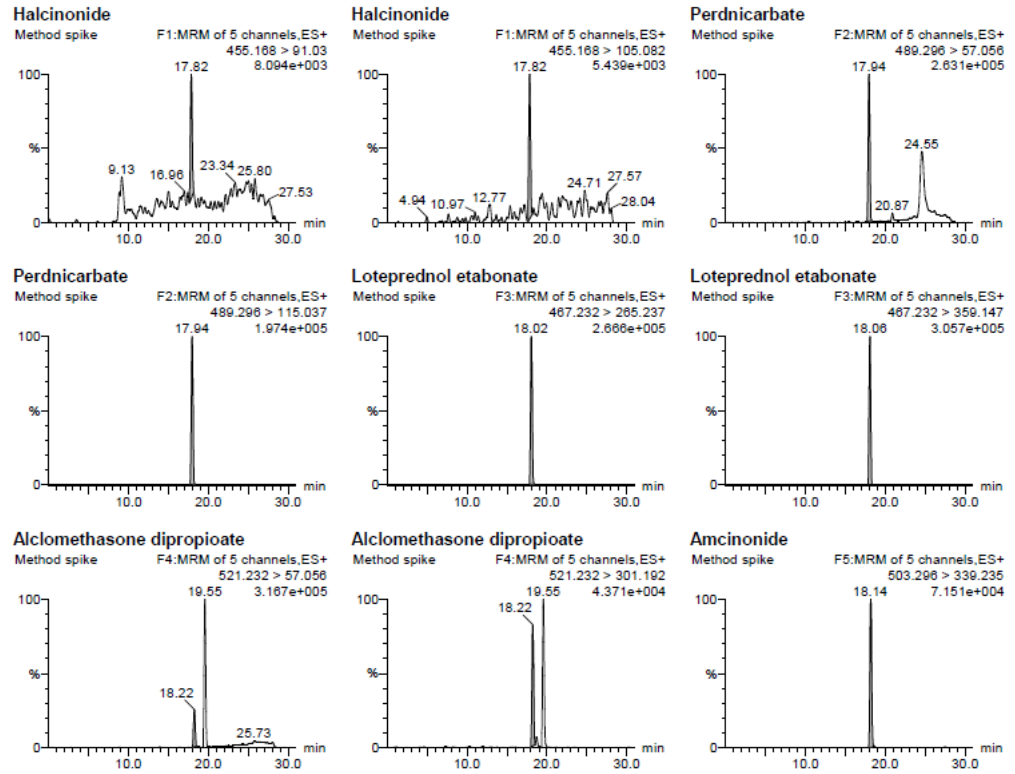 Halcinonide
Method spike F1:MRM of 5 channels,ES+
455.168 > 91.03
8.094e+003
17.82
100
%
0
9.13
16.96
23.34
25.80
27.53
min
10.0 20.0 30.0
Halcinonide
Method spike F1:MRM of 5 channels,ES+
455.168 > 105.082
5.439e+003
17.82
100
%
0
4.94
10.97
12.77
24.71
27.57
28.04
min
10.0 20.0 30.0
Perdnicarbate
Method spike F2:MRM of 5 channels,ES+
489.296 > 57.056
2.631e+005
17.94
100
%
0
24.55
20.87
min
10.0 20.0 30.0
Perdnicarbate
Method spike F2:MRM of 5 channels,ES+
489.296 > 115.037
1.974e+005
17.94
100
%
0
min
10.0 20.0 30.0
Loteprednol etabonate
Method spike F3:MRM of 5 channels,ES+
467.232 > 265.237
2.666e+005
18.02
100
%
0
min
10.0 20.0 30.0
Loteprednol etabonate
Method spike F3:MRM of 5 channels,ES+
467.232 > 359.147
3.057e+005
18.06
100
%
0
min
10.0 20.0 30.0
Alclomethasone dipropioate
Method spike F4:MRM of 5 channels,ES+
521.232 > 57.056
3.167e+005
19.55
100
%
0
18.22
25.73
min
10.0 20.0 30.0
Alclomethasone dipropioate
Method spike F4:MRM of 5 channels,ES+
521.232 > 301.192
4.371e+004
19.55
18.22
100
%
0
min
10.0 20.0 30.0
Amcinonide
Method spike F5:MRM of 5 channels,ES+
503.296 > 339.235
7.151e+004
18.14
100
%
0
min
10.0 20.0 30.0